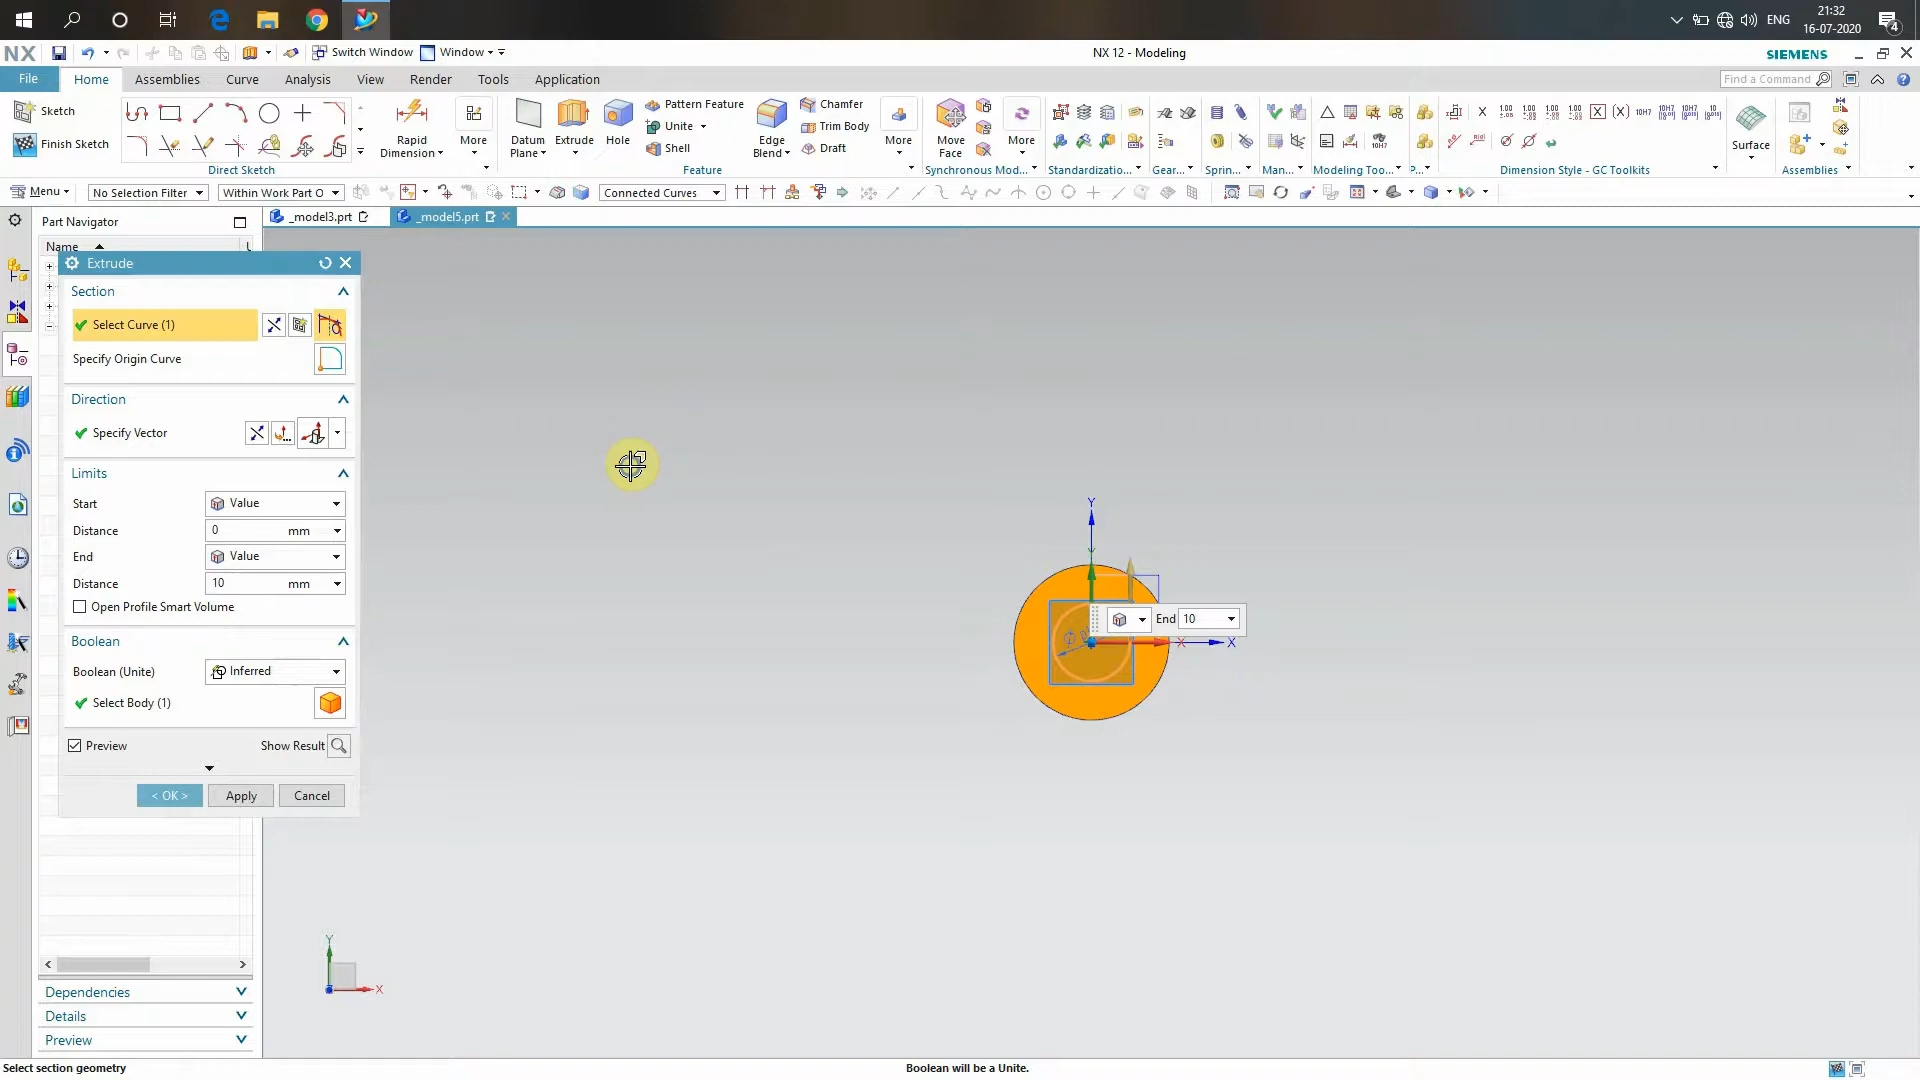 ENG
21:32
16-07-2020
4
NX
Switch Window
Window
NX 12 - Modeling
SIEMENS
File
Home
Assemblies
Curve
Analysis
View
Render
Tools
Application
Find a Command
Sketch
Finish Sketch
Rapid
Dimension
More
Datum
Plane
Extrude
Hole
Pattern Feature
Unite
Shell
Edge
Blend
Chamfer
Trim Body
Draft
More
Move
Face
More
Surface
Direct Sketch
Feature
Synchronous Mod...
Standardizatio...
Gear...
Sprin...
Man...
Modeling Too...
P...
Dimension Style - GC Toolkits
Assemblies
Menu
No Selection Filter
Within Work Part O
Connected Curves
Part Navigator
_model3.prt
_model5.prt
Name
Extrude
Section
Select Curve (1)
Specify Origin Curve
Direction
Specify Vector
Limits
Start
Value
Distance
0 mm
End
Value
Distance
10 mm
Open Profile Smart Volume
Boolean
Boolean (Unite)
Inferred
Select Body (1)
Preview
Show Result
< OK >
Apply
Cancel
Y
Y
End 10
X
X
Y
X
Dependencies
Details
Preview
Select section geometry
Boolean will be a Unite.